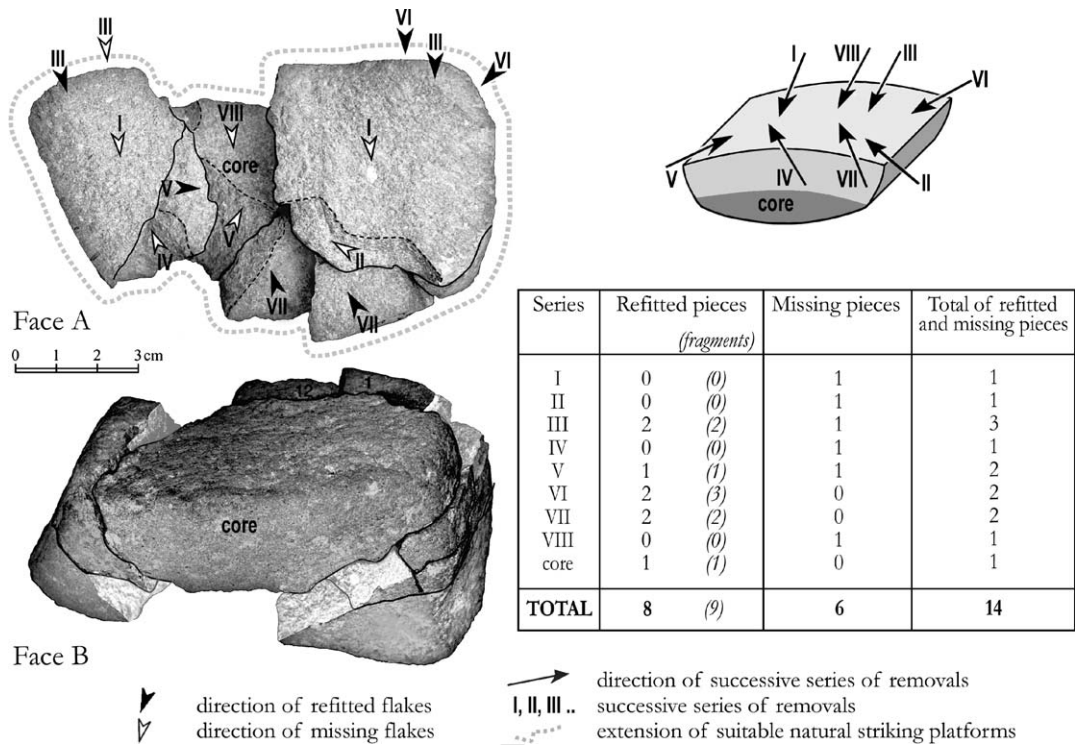 III
VI
III
III
VI
I
VIII
I
core
V
V
IV
II
VII
VII
Face A
0 1 2 3 cm
I
VIII
III
VI
V
IV
VII
II
core
12
1
core
Face B
Series Refitted pieces Missing pieces Total of refitted
(fragments) and missing pieces
I 0 (0) 1 1
II 0 (0) 1 1
III 2 (2) 1 3
IV 0 (0) 1 1
V 1 (1) 1 2
VI 2 (3) 0 2
VII 2 (2) 0 2
VIII 0 (0) 1 1
core 1 (1) 0 1
TOTAL 8 (9) 6 14
direction of refitted flakes
direction of missing flakes
direction of successive series of removals
I, II, III .. successive series of removals
extension of suitable natural striking platforms